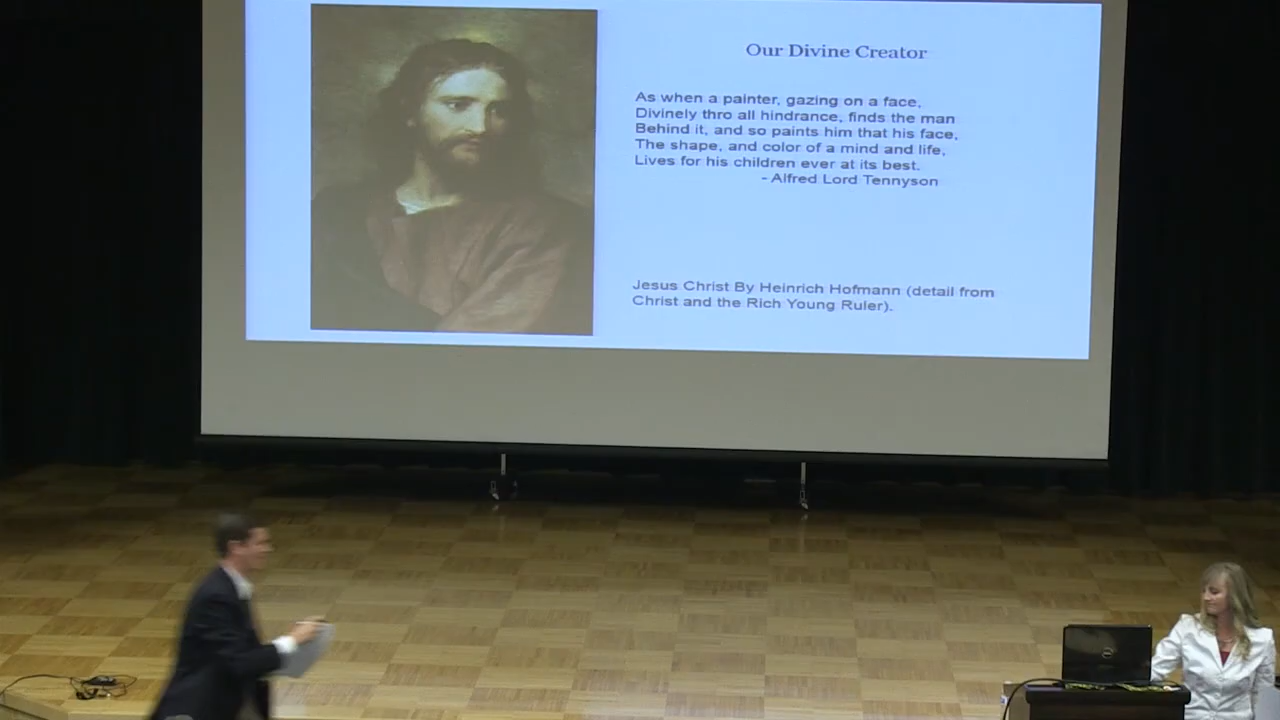 Our Divine Creator
As when a painter, gazing on a face,
Divinely thro all hindrance, finds the man
Behind it, and so paints him that his face,
The shape, and color of a mind and life,
Lives for his children ever at its best.
- Alfred Lord Tennyson
Jesus Christ By Heinrich Hofmann (detail from
Christ and the Rich Young Ruler).